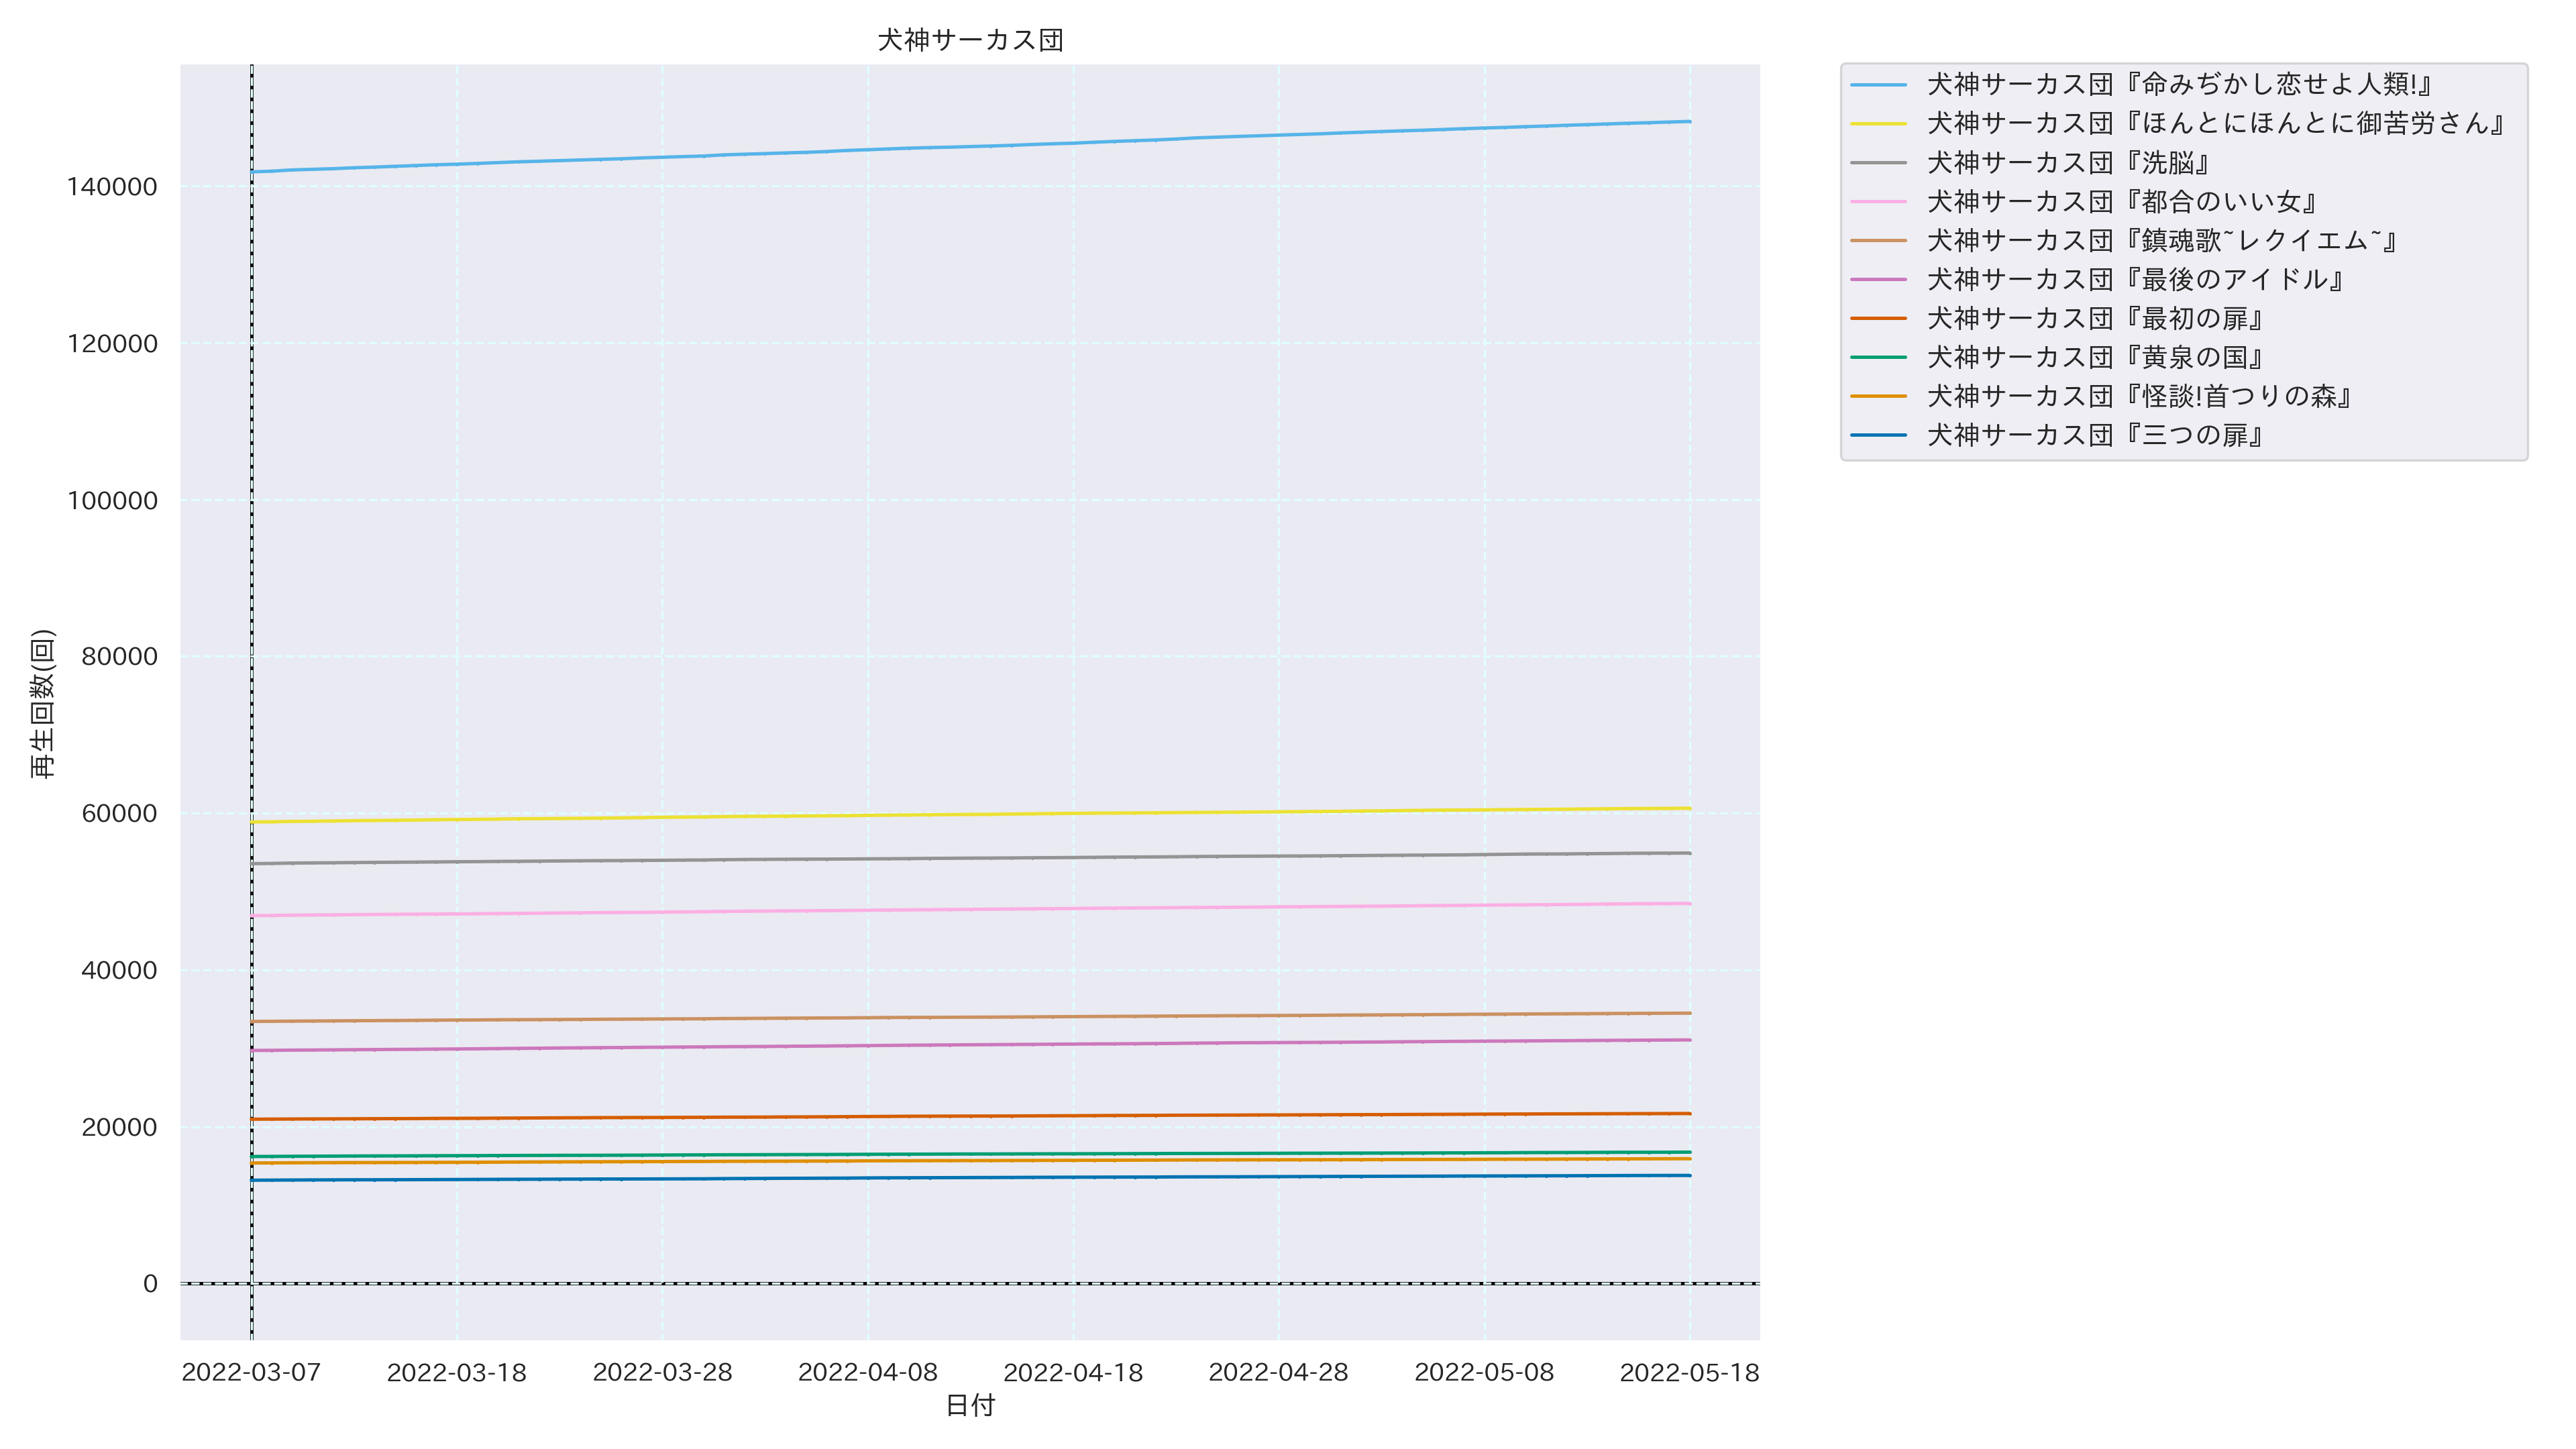 犬神サーカス団
再生回数(回)
140000
120000
100000
80000
60000
40000
20000
0
2022-03-07 2022-03-18 2022-03-28 2022-04-08 2022-04-18 2022-04-28 2022-05-08 2022-05-18
日付
犬神サーカス団『命みぢかし恋せよ人類!』
犬神サーカス団『ほんとにほんとに御苦労さん』
犬神サーカス団『洗脳』
犬神サーカス団『都合のいい女』
犬神サーカス団『鎮魂歌~レクイエム~』
犬神サーカス団『最後のアイドル』
犬神サーカス団『最初の扉』
犬神サーカス団『黄泉の国』
犬神サーカス団『怪談!首つりの森』
犬神サーカス団『三つの扉』